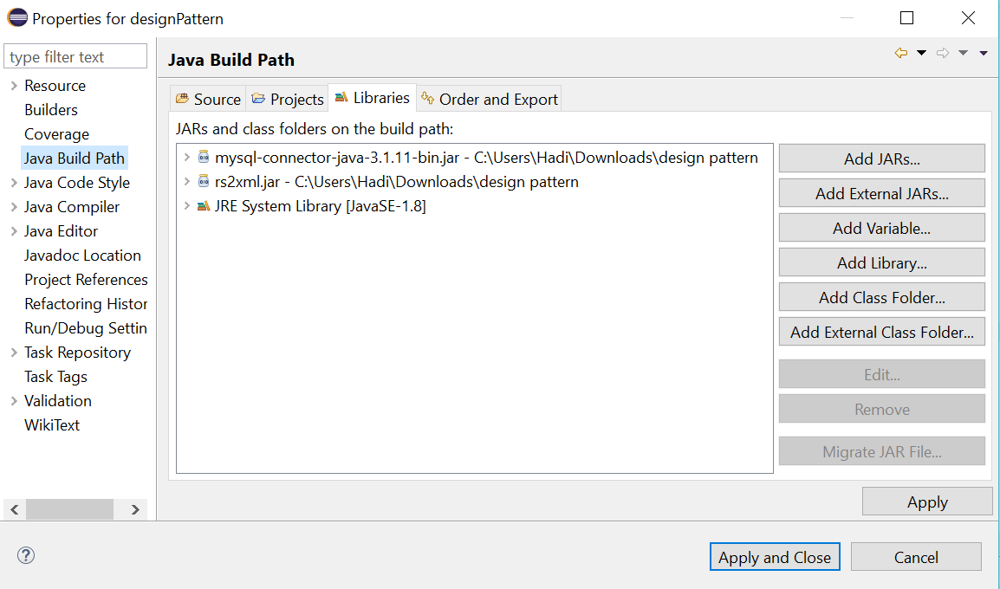 Properties for designPattern
type filter text
Resource
Builders
Coverage
Java Build Path
Java Code Style
Java Compiler
Java Editor
Javadoc Location
Project References
Refactoring Histor
Run/Debug Settin
Task Repository
Task Tags
Validation
WikiText
Java Build Path
Source Projects Libraries Order and Export
JARs and class folders on the build path:
mysql-connector-java-3.1.11-bin.jar - C:\Users\Hadi\Downloads\design pattern
rs2xml.jar - C:\Users\Hadi\Downloads\design pattern
JRE System Library [JavaSE-1.8]
Add JARs...
Add External JARs...
Add Variable...
Add Library...
Add Class Folder...
Add External Class Folder...
Edit...
Remove
Migrate JAR File...
Apply
Apply and Close Cancel